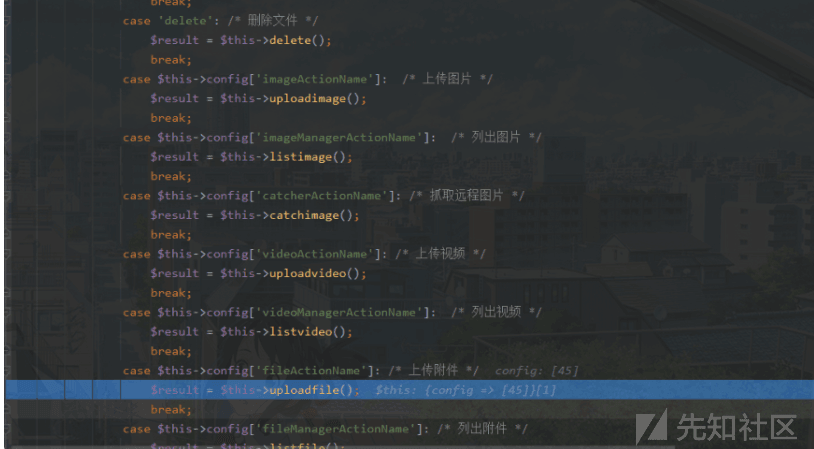 break;
case 'delete': /* 删除文件 */
$result = $this->delete();
break;
case $this->config['imageActionName']: /* 上传图片 */
$result = $this->uploadimage();
break;
case $this->config['imageManagerActionName']: /* 列出图片 */
$result = $this->listimage();
break;
case $this->config['catcherActionName']: /* 抓取远程图片 */
$result = $this->catchimage();
break;
case $this->config['videoActionName']: /* 上传视频 */
$result = $this->uploadvideo();
break;
case $this->config['videoManagerActionName']: /* 列出视频 */
$result = $this->listvideo();
break;
case $this->config['fileActionName']: /* 上传附件 */ config: [45]
$result = $this->uploadfile(); $this: {config => [45]}[1]
break;
case $this->config['fileManagerActionName']: /* 列出附件 */
$result = $this->listfile();
先知社区